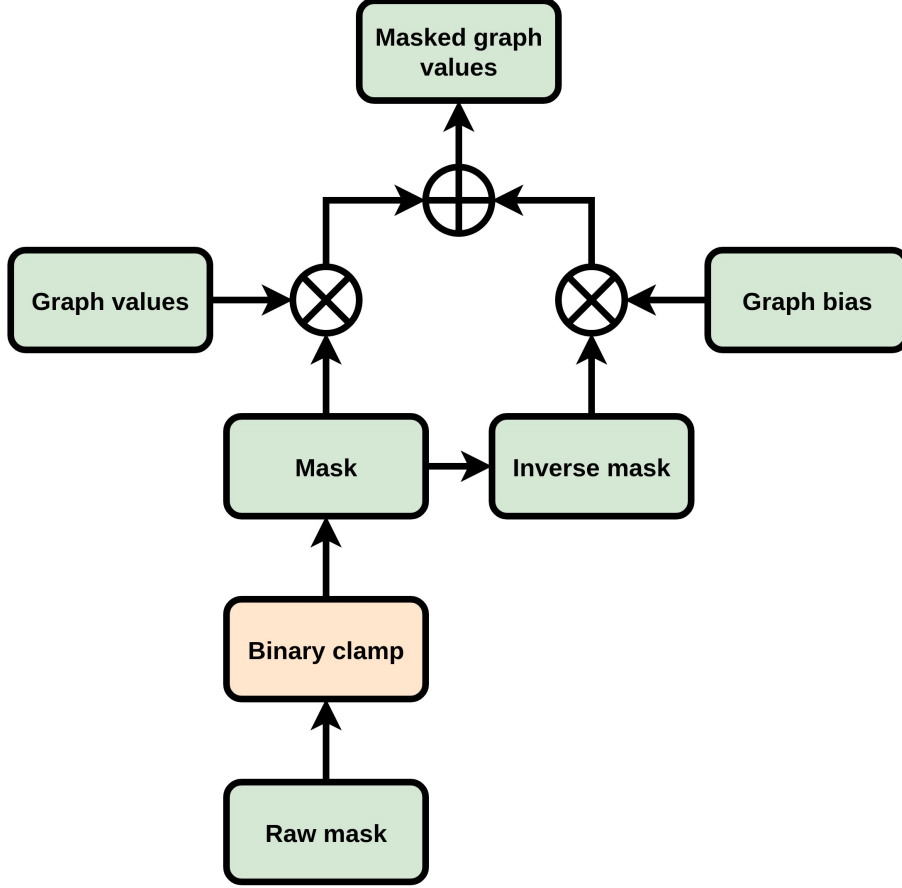 Masked graph
values
Graph values
Graph bias
Mask
Inverse mask
Binary clamp
Raw mask